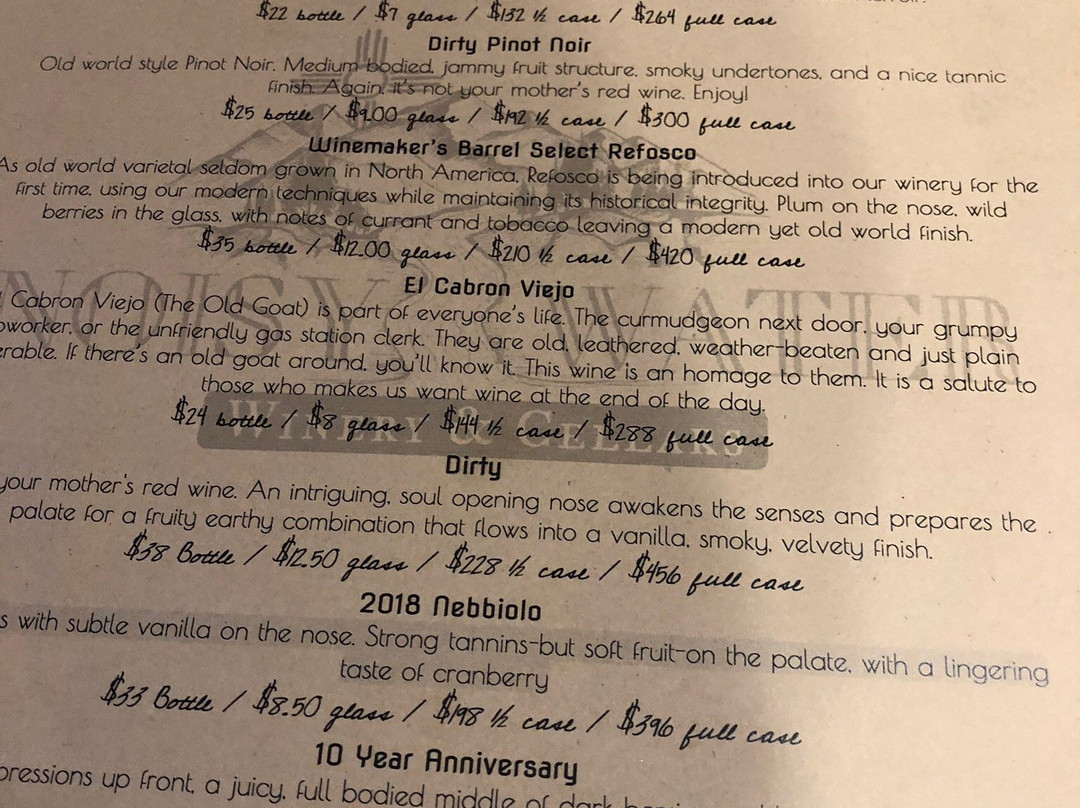 $22 bottle / $7 glass / $132 ½ case / $264 full case
Dirty Pinot Noir
Old world style Pinot Noir. Medium bodied, jammy fruit structure, smoky undertones, and a nice tannic
finish. Again, it's not your mother's red wine. Enjoy!
$25 bottle / $9.00 glass / $192 ½ case / $300 full case
Winemaker's Barrel Select Refosco
As old world varietal seldom grown in North America, Refosco is being introduced into our winery for the
first time, using our modern techniques while maintaining its historical integrity. Plum on the nose, wild
berries in the glass, with notes of currant and tobacco leaving a modern yet old world finish.
$35 bottle / $12.00 glass / $210 ½ case / $420 full case
NOISY WATER
El Cabron Viejo
Cabron Viejo (The Old Goat) is part of everyone's life. The curmudgeon next door, your grumpy
oworker, or the unfriendly gas station clerk. They are old, leathered, weather-beaten and just plain
erable. If there's an old goat around, you'll know it. This wine is an homage to them. It is a salute to
those who makes us want wine at the end of the day.
WINERY & CELLARS
$24 bottle / $8 glass / $144 ½ case / $288 full case
Dirty
your mother's red wine. An intriguing, soul opening nose awakens the senses and prepares the
palate for a fruity earthy combination that flows into a vanilla, smoky, velvety finish.
$38 Bottle / $12.50 glass / $228 ½ case / $456 full case
2018 Nebbiolo
s with subtle vanilla on the nose. Strong tannins-but soft fruit-on the palate, with a lingering
taste of cranberry
$33 Bottle / $8.50 glass / $198 ½ case / $396 full case
10 Year Anniversary
pressions up front, a juicy, full bodied middle of dark